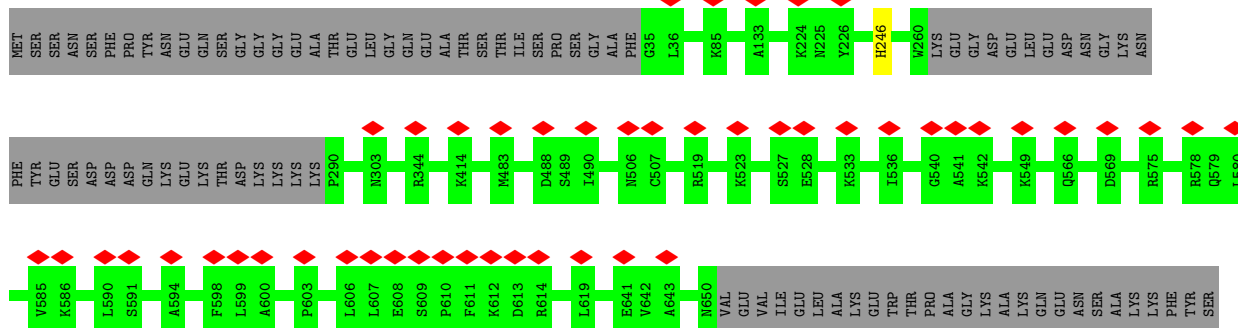 MET SER SER ASN SER PHE PRO TYR ASN GLU GLN SER GLY GLY GLY GLU ALA THR GLU LEU GLY GLN GLU ALA THR SER THR ILE SER PRO SER GLY ALA PHE G35 L36 K85 A133 K224 N225 Y226 H246 W260 LYS GLU GLY ASP GLU LEU GLU ASP ASN GLY LYS ASN
PHE TYR GLU SER ASP ASP ASP GLN LYS GLU LYS THR ASP LYS LYS LYS LYS P290 N303 R344 K414 M483 D488 S489 I490 N506 C507 R519 K523 S527 E528 K533 I536 G540 A541 K542 K549 Q566 D569 R575 R578 Q579 L580
V585 K586 L590 S591 A594 F598 L599 A600 P603 L606 L607 E608 S609 P610 F611 K612 D613 R614 L619 E641 V642 A643 N650 VAL GLU VAL ILE GLU LEU ALA LYS GLU TRP THR PRO ALA GLY LYS ALA LYS GLN GLU ASN SER ALA LYS LYS PHE TYR SER